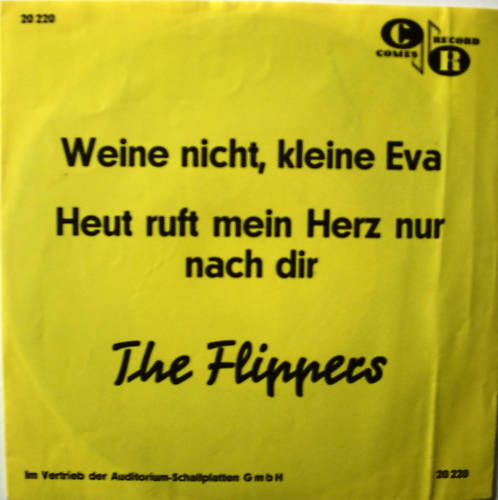 20 220
C
COMES
RECORD
R
Weine nicht, kleine Eva
Heut ruft mein Herz nur
nach dir
The Flippers
Im Vertrieb der Auditorium-Schallplatten GmbH
20 220